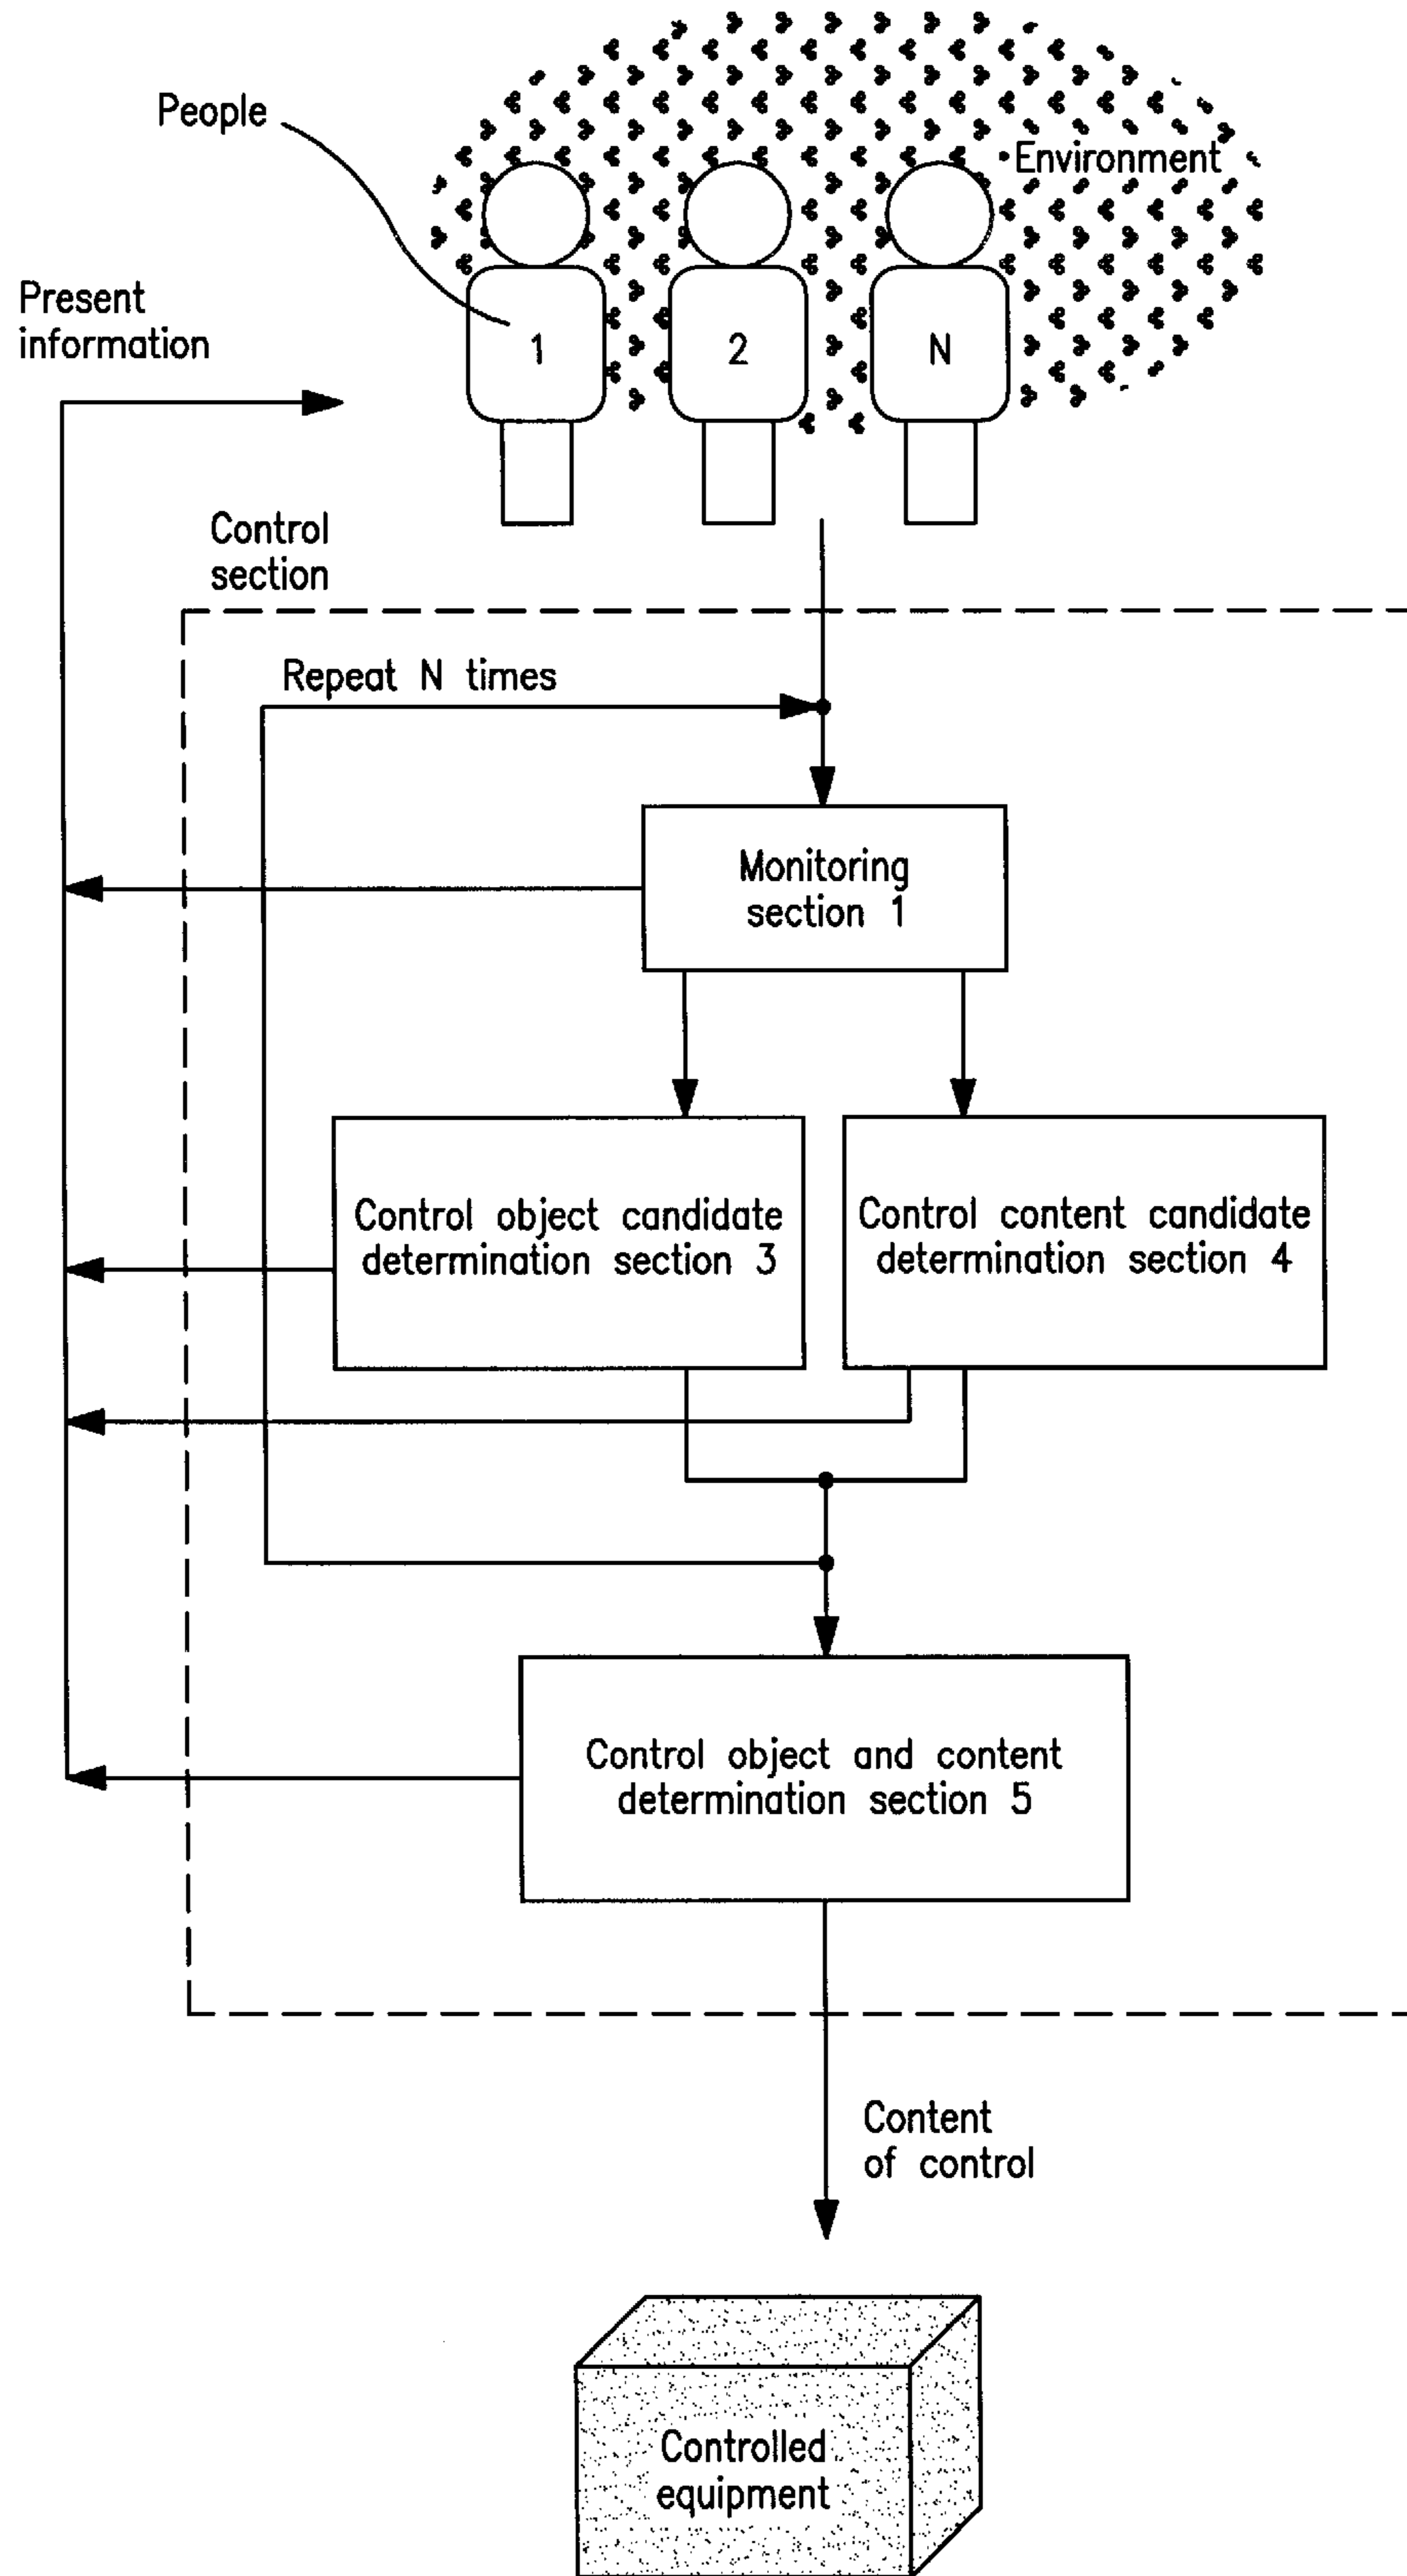 People
Environment
Present
information
1
2
N
Control
section
Repeat N times
Monitoring
section 1
Control object candidate
determination section 3
Control content candidate
determination section 4
Control object and content
determination section 5
Content
of control
Controlled
equipment